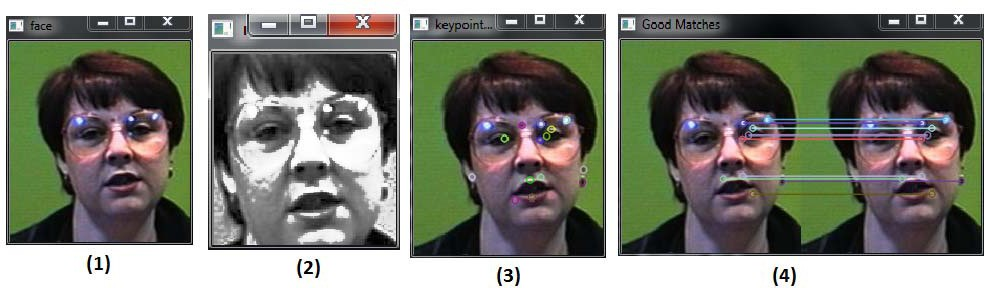 face
keypoint...
Good Matches
(1)
(2)
(3)
(4)